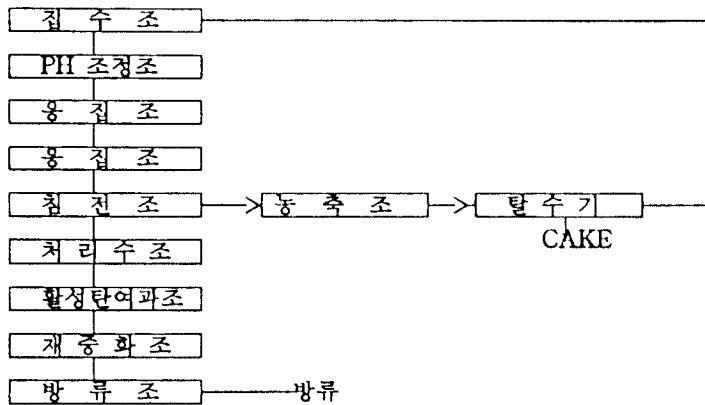 집 수 조
PH 조정조
응 집 조
응 집 조
침 전 조 농 축 조 탈 수 기
CAKE
처 리 수 조
활성탄여과조
재 중 화 조
방 류 조 방류